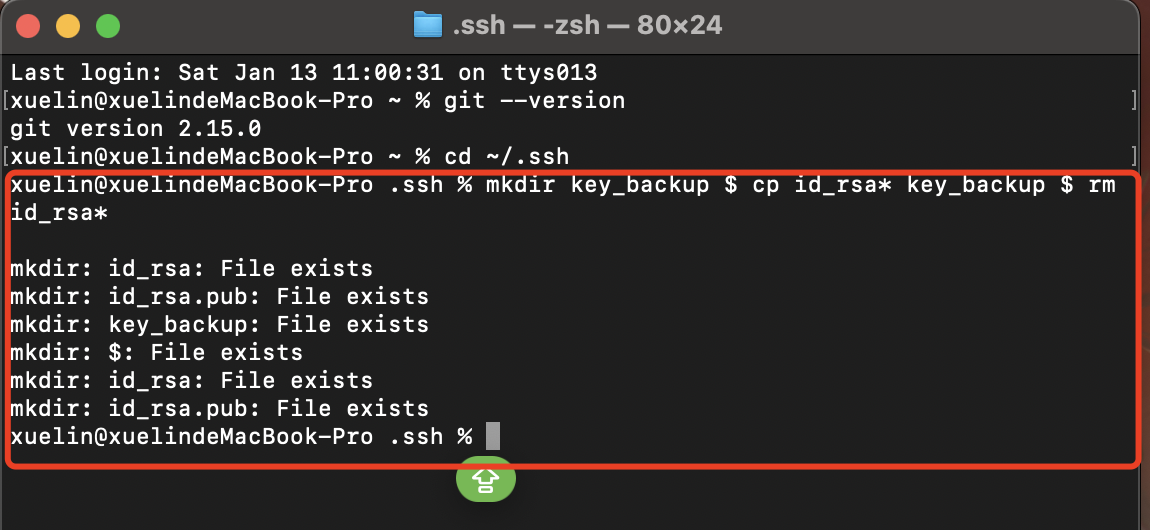 .ssh — -zsh — 80×24
Last login: Sat Jan 13 11:00:31 on ttys013
[xuelin@xuelindeMacBook-Pro ~ % git --version ]
git version 2.15.0
[xuelin@xuelindeMacBook-Pro ~ % cd ~/.ssh ]
xuelin@xuelindeMacBook-Pro .ssh % mkdir key_backup $ cp id_rsa* key_backup $ rm
id_rsa*
mkdir: id_rsa: File exists
mkdir: id_rsa.pub: File exists
mkdir: key_backup: File exists
mkdir: $: File exists
mkdir: id_rsa: File exists
mkdir: id_rsa.pub: File exists
xuelin@xuelindeMacBook-Pro .ssh %